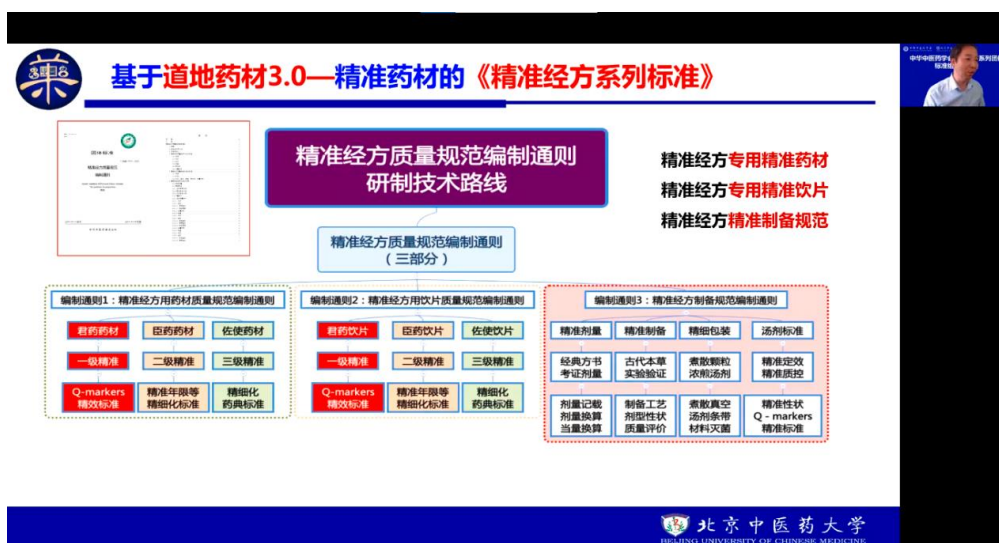 基于道地药材3.0—精准药材的《精准经方系列标准》
精准经方质量规范编制通则
研制技术路线
精准经方专用精准药材
精准经方专用精准饮片
精准经方精准制备规范
精准经方质量规范编制通则
（三部分）
编制通则1：精准经方用药材质量规范编制通则
君药药材
臣药药材
佐使药材
一级精准
二级精准
三级精准
Q-markers
精效标准
精准年限等
精细化标准
精细化
药典标准
编制通则2：精准经方用饮片质量规范编制通则
君药饮片
臣药饮片
佐使饮片
一级精准
二级精准
三级精准
Q-markers
精效标准
精准年限等
精细化标准
精细化
药典标准
编制通则3：精准经方制备规范编制通则
精准剂量
精准制备
精细包装
汤剂标准
经典方书
考证剂量
古代本草
实验验证
煮散颗粒
浓煎汤剂
精准定效
精准质控
剂量记载
剂量换算
当量换算
制备工艺
剂型性状
质量评价
煮散真空
汤剂条带
材料灭菌
精准性状
Q - markers
精准标准
北京中医药大学
BEIJING UNIVERSITY OF CHINESE MEDICINE